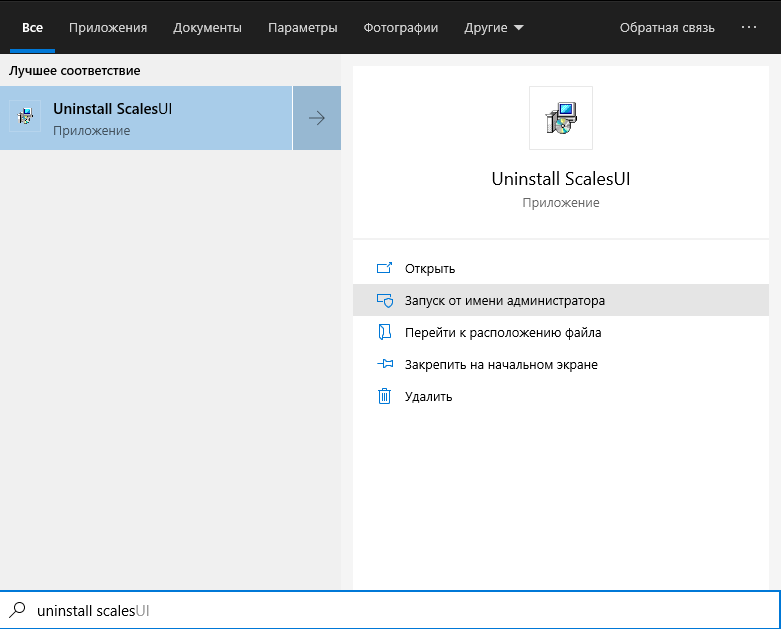 Все Приложения Документы Параметры Фотографии Другие Обратная связь ···
Лучшее соответствие
Uninstall ScalesUI
Приложение
Uninstall ScalesUI
Приложение
Открыть
Запуск от имени администратора
Перейти к расположению файла
Закрепить на начальном экране
Удалить
uninstall scalesUI